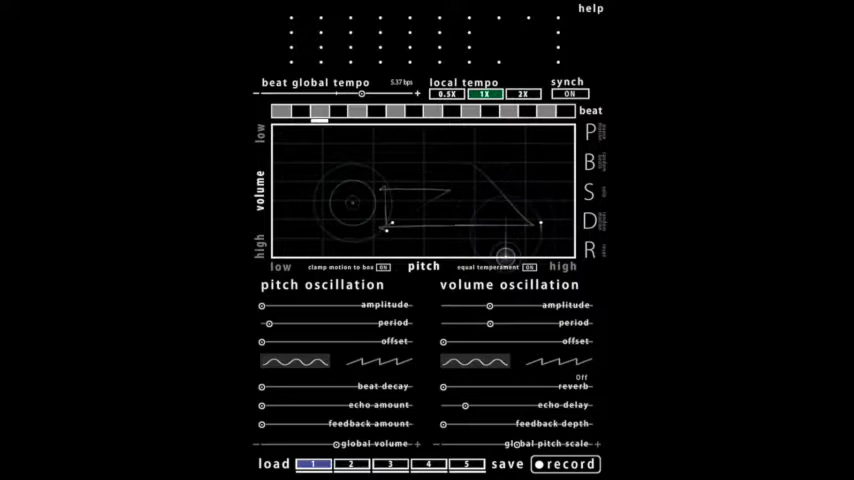 help
beat global tempo 5.37 bps local tempo synch
− + 0.5X 1X 2X ON
beat
low
volume
high
P
B
S
D
R
low clamp motion to box ON pitch equal temperament ON high
pitch oscillation volume oscillation
amplitude amplitude
period period
offset offset
Off
beat decay reverb
echo amount echo delay
feedback amount feedback depth
− global volume + − global pitch scale +
load 1 2 3 4 5 save record